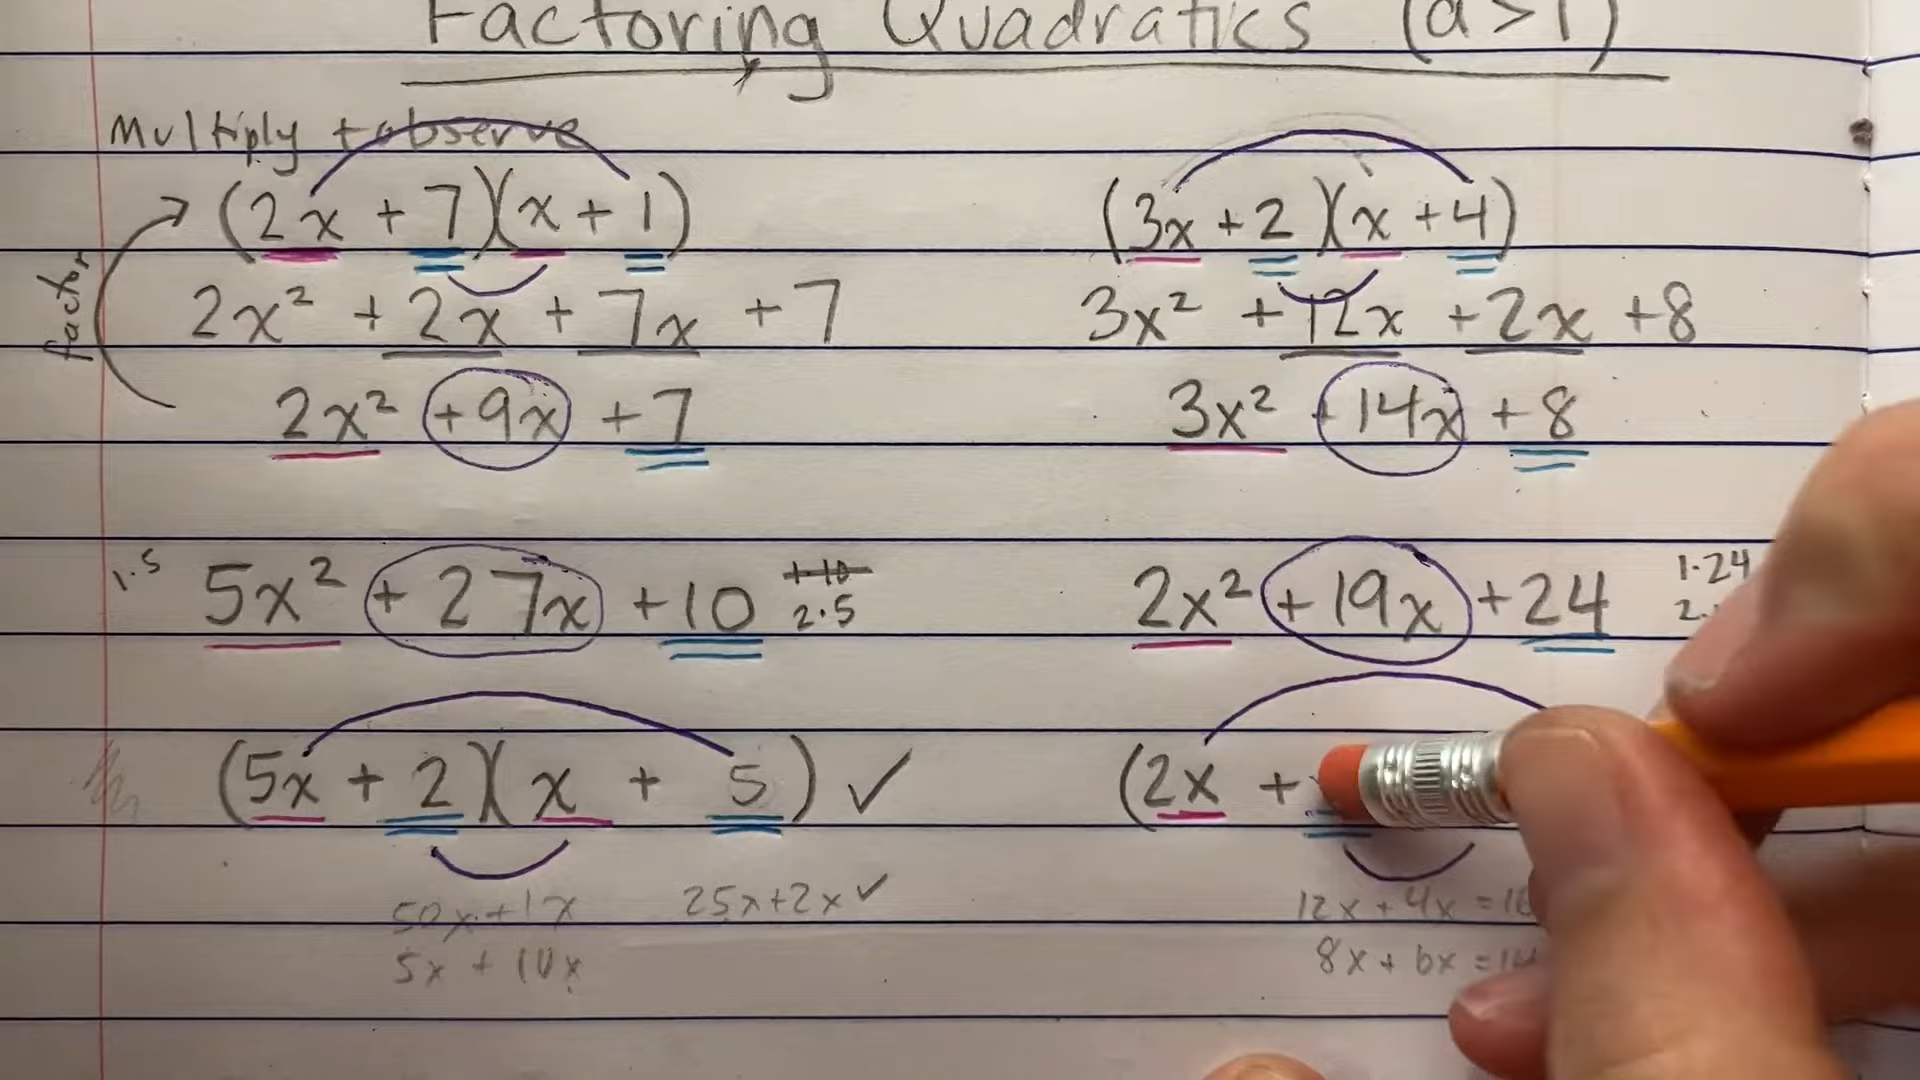 Factoring Quadratics (a>1)
Multiply + observe
factor
(2x + 7)(x + 1)
2x² + 2x + 7x + 7
2x² +9x +7
(3x + 2)(x + 4)
3x² + 12x + 2x + 8
3x² +14x +8
1·5
5x² + 27x + 10
1·10
2·5
(5x + 2)(x + 5) ✓
50x + 1x
5x + 10x
25x + 2x ✓
2x² + 19x + 24
1·24
2·
(2x +
12x + 4x =
8x + 6x =